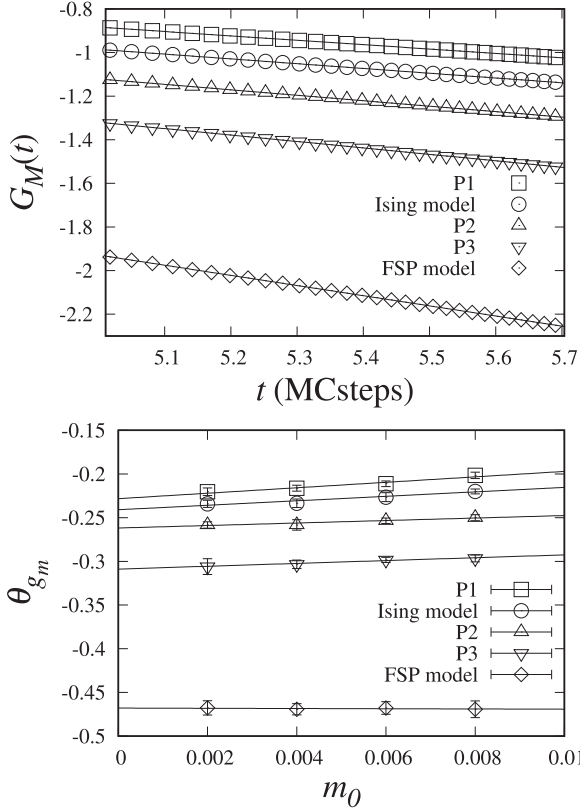 -0.8
-1
-1.2
-1.4
-1.6
-1.8
-2
-2.2
G_M(t)
P1
Ising model
P2
P3
FSP model
5.1 5.2 5.3 5.4 5.5 5.6 5.7
t (MCsteps)
-0.15
-0.2
-0.25
-0.3
-0.35
-0.4
-0.45
-0.5
θ_{g_m}
P1
Ising model
P2
P3
FSP model
0 0.002 0.004 0.006 0.008 0.01
m_0